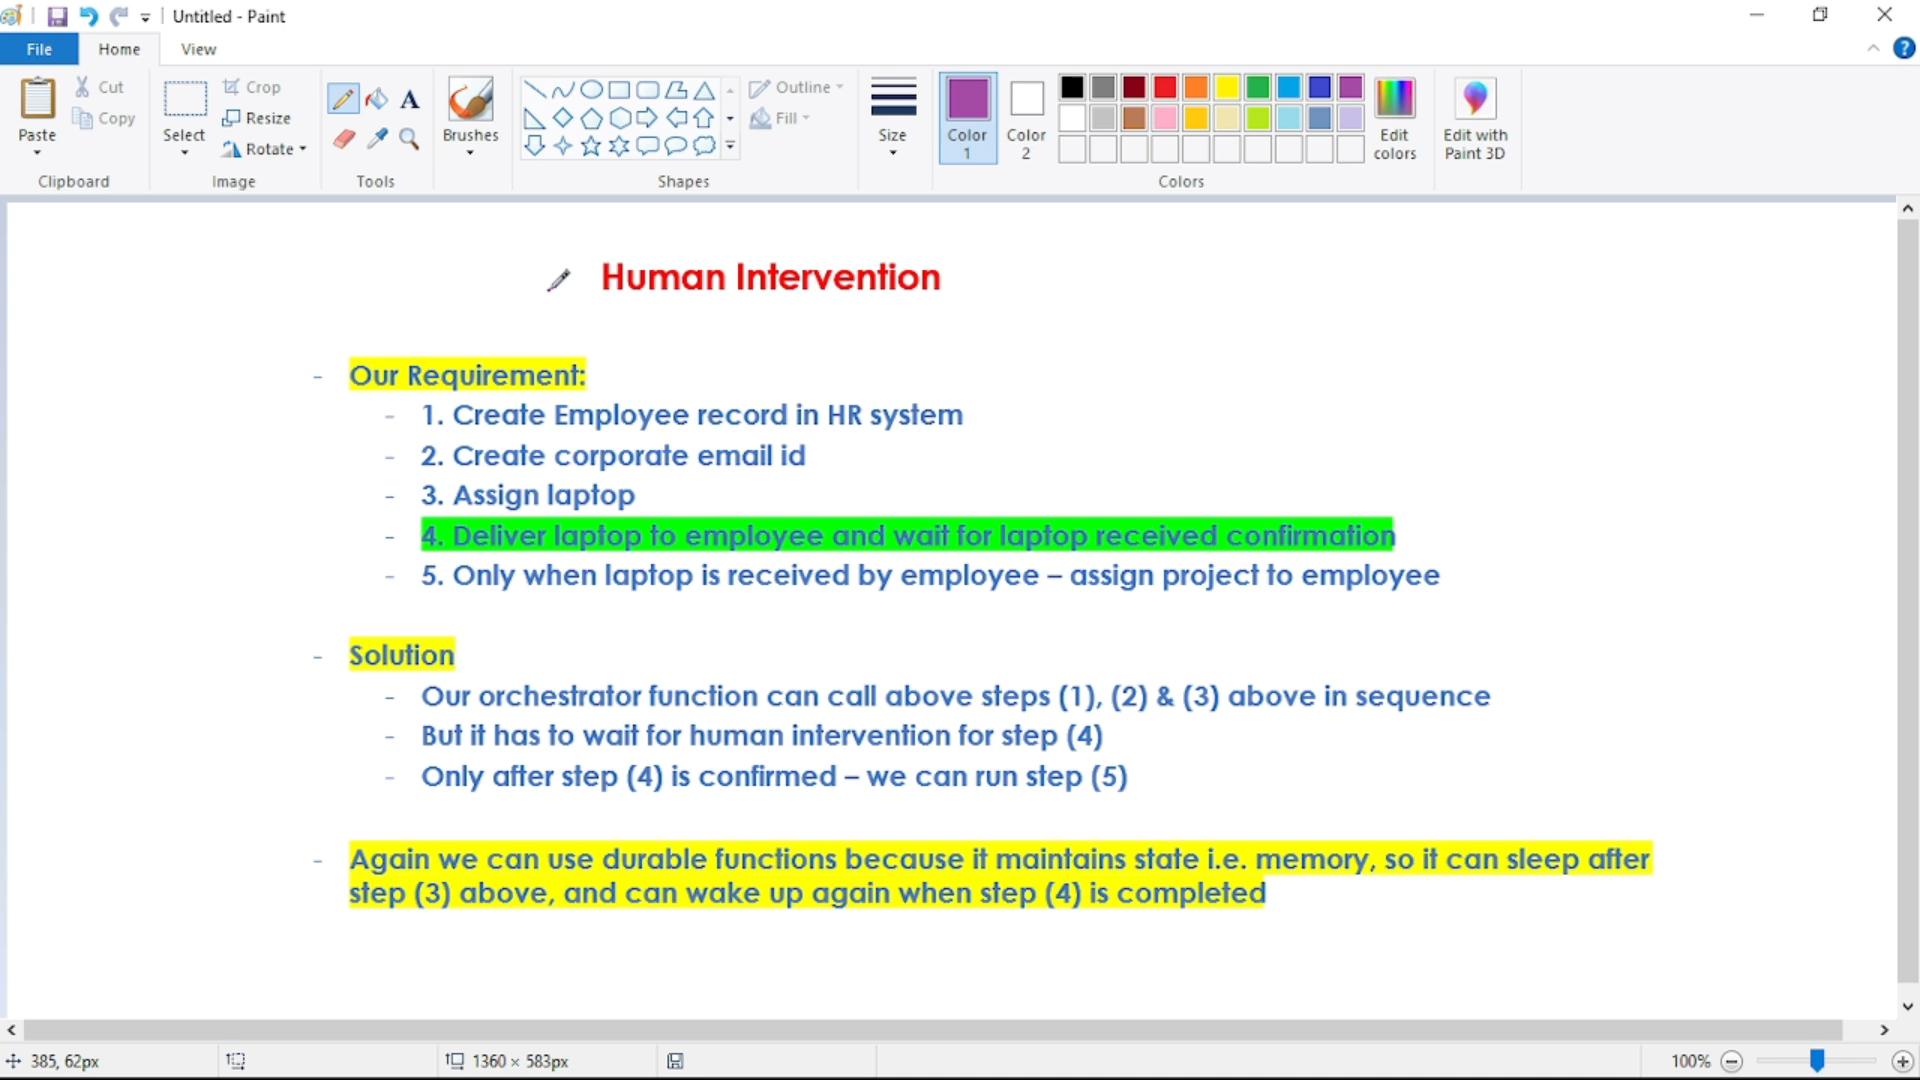 Untitled - Paint
File Home View
Paste
Cut
Copy
Clipboard
Select
Crop
Resize
Rotate
Image
A
Tools
Brushes
Shapes
Outline
Fill
Size
Color 1
Color 2
Colors
Edit colors
Edit with Paint 3D
Human Intervention
- Our Requirement:
- 1. Create Employee record in HR system
- 2. Create corporate email id
- 3. Assign laptop
- 4. Deliver laptop to employee and wait for laptop received confirmation
- 5. Only when laptop is received by employee – assign project to employee
- Solution
- Our orchestrator function can call above steps (1), (2) & (3) above in sequence
- But it has to wait for human intervention for step (4)
- Only after step (4) is confirmed – we can run step (5)
- Again we can use durable functions because it maintains state i.e. memory, so it can sleep after
step (3) above, and can wake up again when step (4) is completed
385, 62px
1360 × 583px
100%